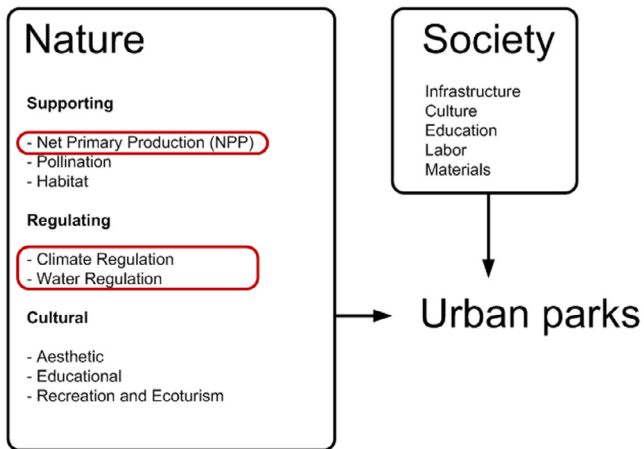 Nature
Supporting
- Net Primary Production (NPP)
- Pollination
- Habitat
Regulating
- Climate Regulation
- Water Regulation
Cultural
- Aesthetic
- Educational
- Recreation and Ecoturism
Society
Infrastructure
Culture
Education
Labor
Materials
Urban parks